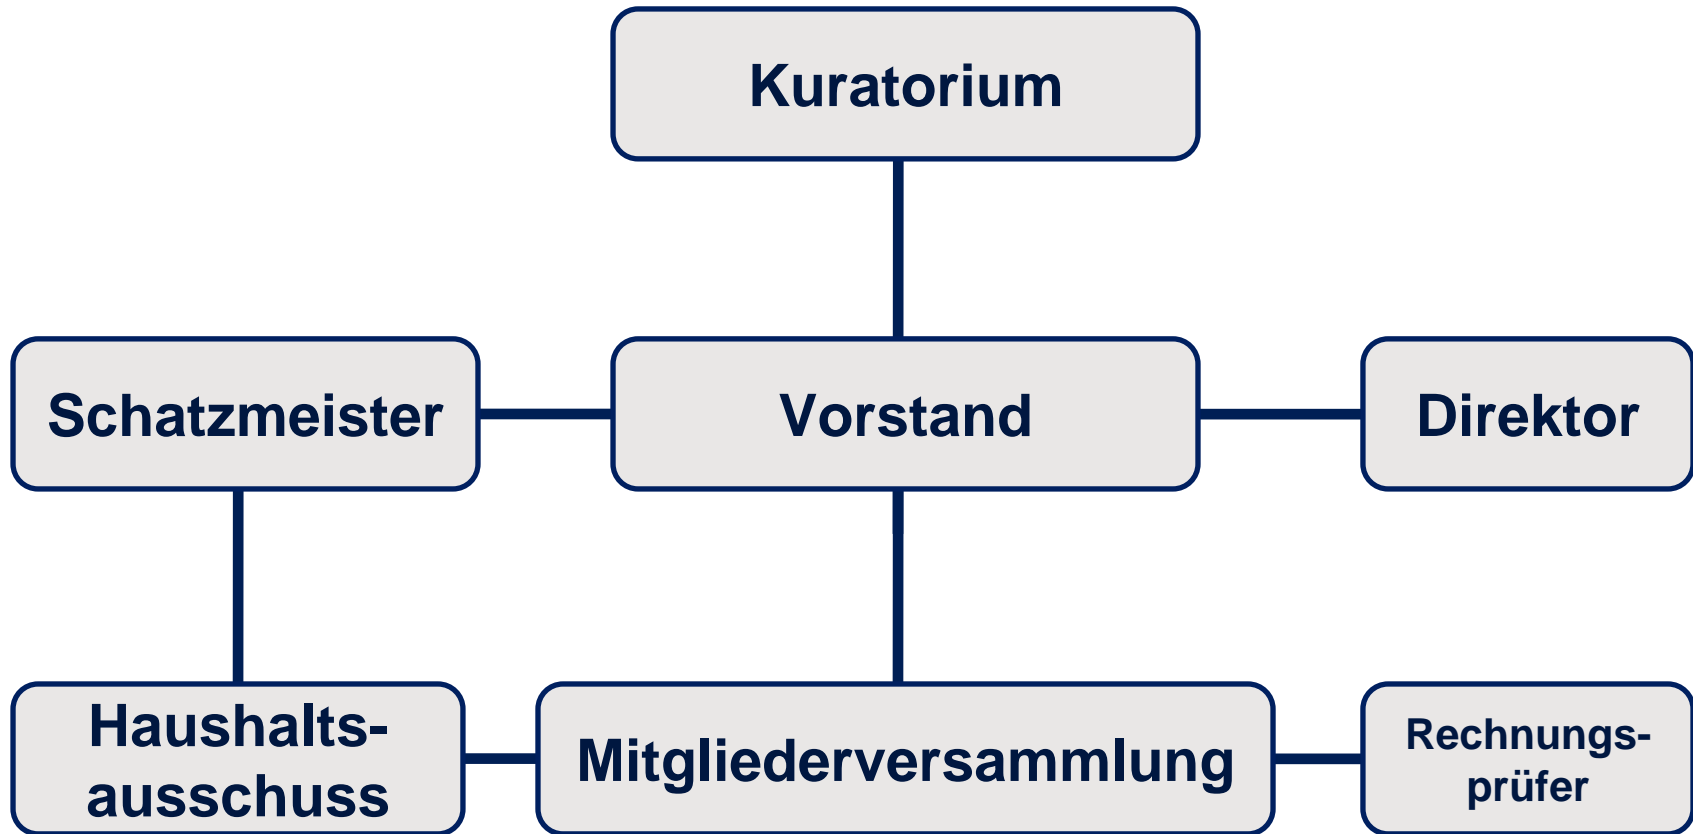 Kuratorium
Schatzmeister
Vorstand
Direktor
Haushalts-
ausschuss
Mitgliederversammlung
Rechnungs-
prüfer